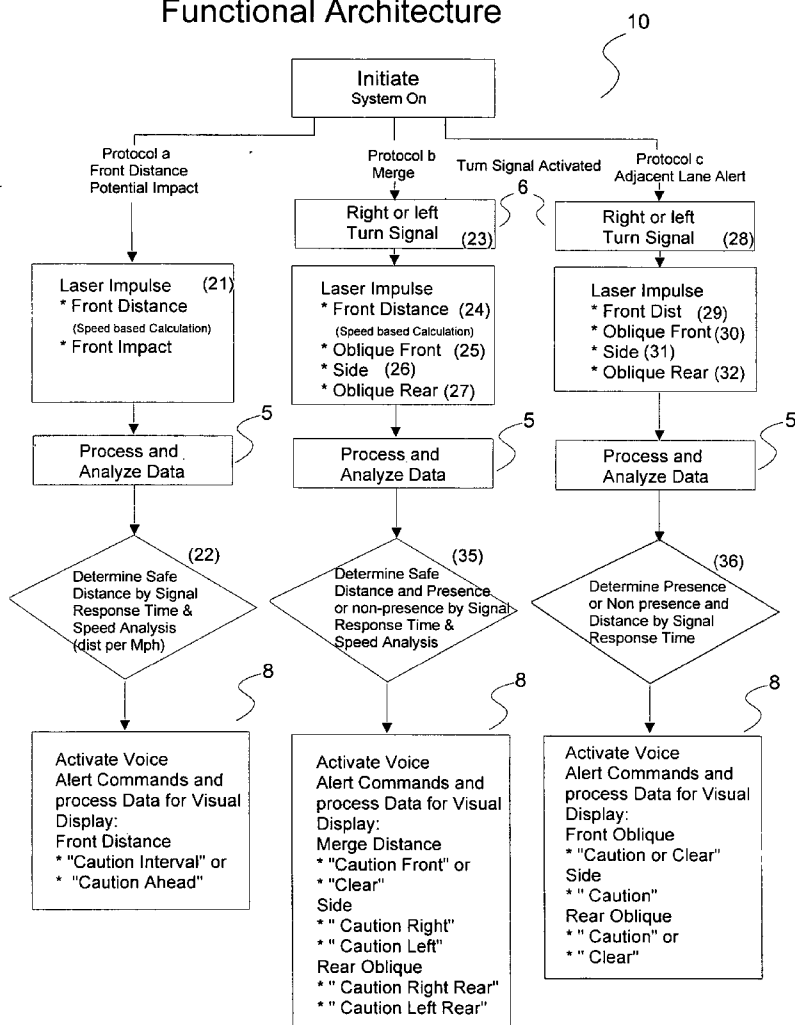 Functional Architecture
10
Initiate
System On
Protocol a
Front Distance
Potential Impact
Protocol b
Merge
Turn Signal Activated
Protocol c
Adjacent Lane Alert
6
Right or left
Turn Signal (23)
Right or left
Turn Signal (28)
Laser Impulse (21)
* Front Distance
(Speed based Calculation)
* Front Impact
Laser Impulse
* Front Distance (24)
(Speed based Calculation)
* Oblique Front (25)
* Side (26)
* Oblique Rear (27)
Laser Impulse
* Front Dist (29)
* Oblique Front (30)
* Side (31)
* Oblique Rear (32)
5
Process and
Analyze Data
5
Process and
Analyze Data
5
Process and
Analyze Data
(22)
Determine Safe
Distance by Signal
Response Time &
Speed Analysis
(dist per Mph)
(35)
Determine Safe
Distance and Presence
or non-presence by Signal
Response Time &
Speed Analysis
(36)
Determine Presence
or Non presence and
Distance by Signal
Response Time
8
Activate Voice
Alert Commands and
process Data for Visual
Display:
Front Distance
* "Caution Interval" or
* "Caution Ahead"
8
Activate Voice
Alert Commands and
process Data for Visual
Display:
Merge Distance
* "Caution Front" or
* "Clear"
Side
* " Caution Right"
* " Caution Left"
Rear Oblique
* " Caution Right Rear"
* " Caution Left Rear"
8
Activate Voice
Alert Commands and
process Data for Visual
Display:
Front Oblique
* "Caution or Clear"
Side
* " Caution"
Rear Oblique
* " Caution" or
* " Clear"